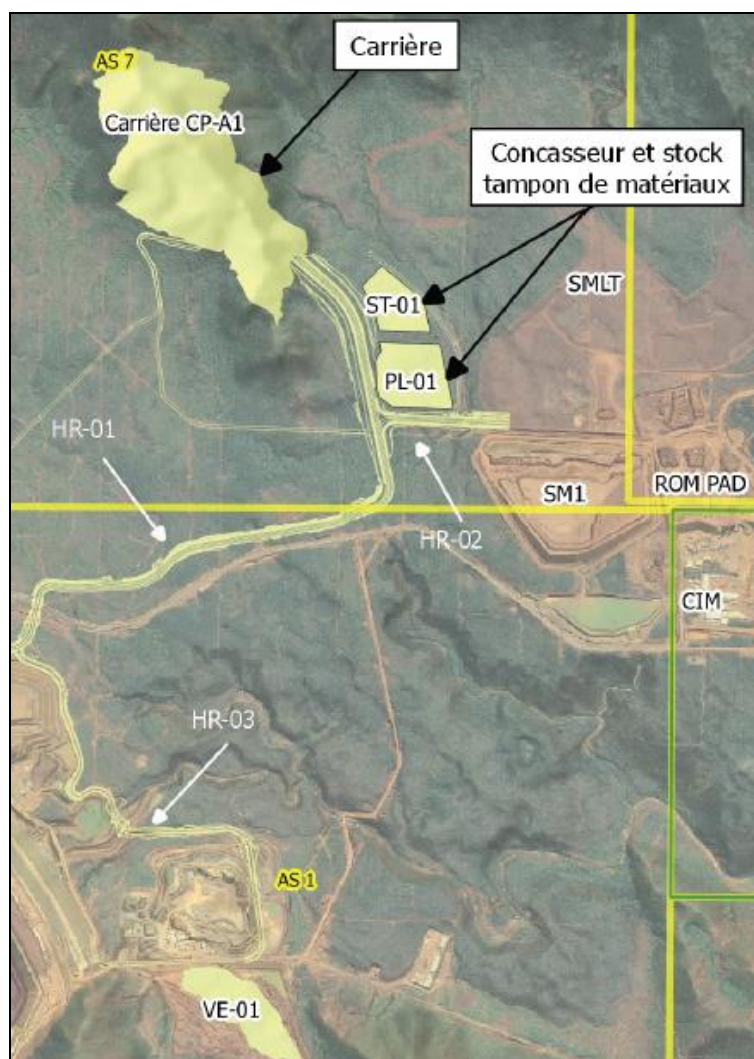 Carrière
AS 7
Carrière CP-A1
Concasseur et stock
tampon de matériaux
SMLT
ST-01
PL-01
HR-01
HR-02
SM1
ROM PAD
CIM
HR-03
AS 1
VE-01